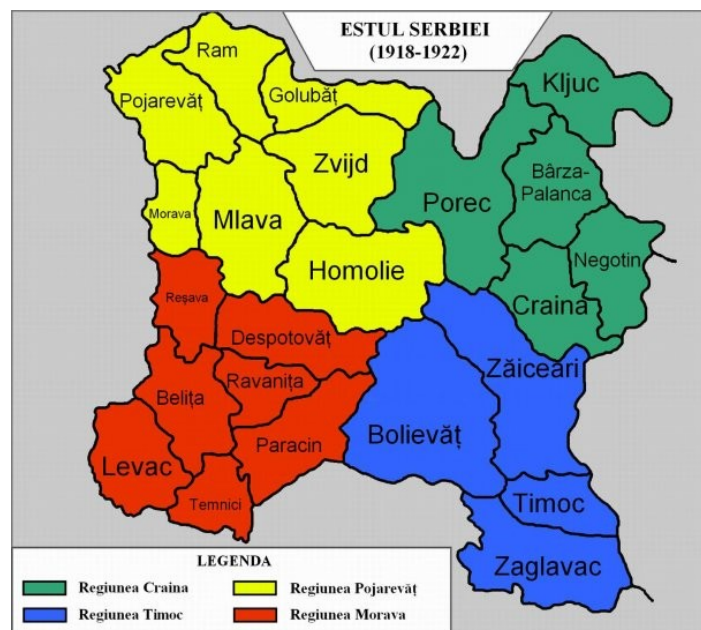 ESTUL SERBIEI
(1918-1922)
Ram
Kljuc
Pojarevăț
Golubăț
Zvijd
Bârza-
Palanca
Porec
Morava
Mlava
Negotin
Homolie
Reșava
Craina
Despotovăț
Zăiceări
Ravanița
Belița
Bolievăț
Paracin
Levac
Temnici
Timoc
Zaglavac
LEGENDA
Regiunea Craina
Regiunea Pojarevăț
Regiunea Timoc
Regiunea Morava